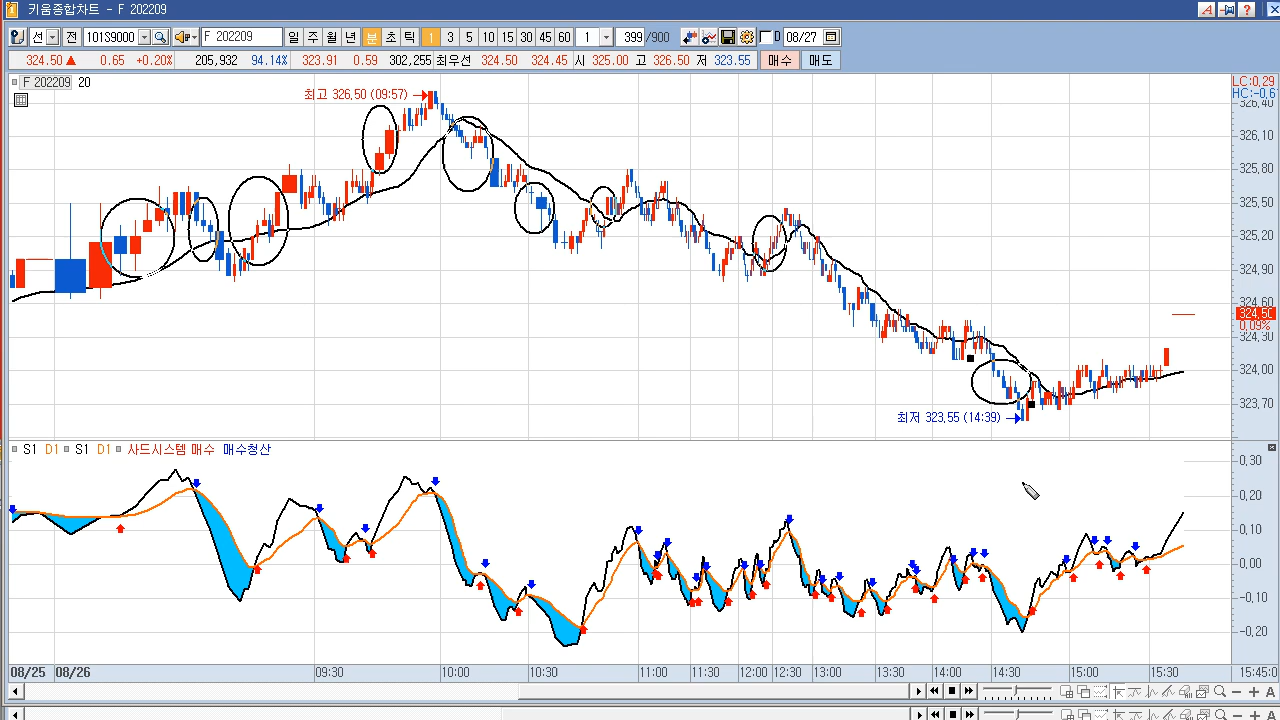 키움종합차트 - F 202209
선 전 101S9000 F 202209 일 주 월 년 분 초 틱 1 3 5 10 15 30 45 60 1 399 /900 D 08/27
324.50 ▲ 0.65 +0.20% 205,932 94.14% 323.91 0.59 302,255 최우선 324.50 324.45 시 325.00 고 326.50 저 323.55 매수 매도
F 202209 20
LC:0.29
HC:-0.6
최고 326,50 (09:57)
326,40
326,10
325,80
325,50
325,20
324,90
324,60
324,50
0,09%
324,30
324,00
323,70
최저 323,55 (14:39)
S1 D1 S1 D1 사드시스템 매수 매수청산
0,30
0,20
0,10
0,00
-0,10
-0,20
08/25 08/26 09:30 10:00 10:30 11:00 11:30 12:00 12:30 13:00 13:30 14:00 14:30 15:00 15:30 15:45:0
A
A